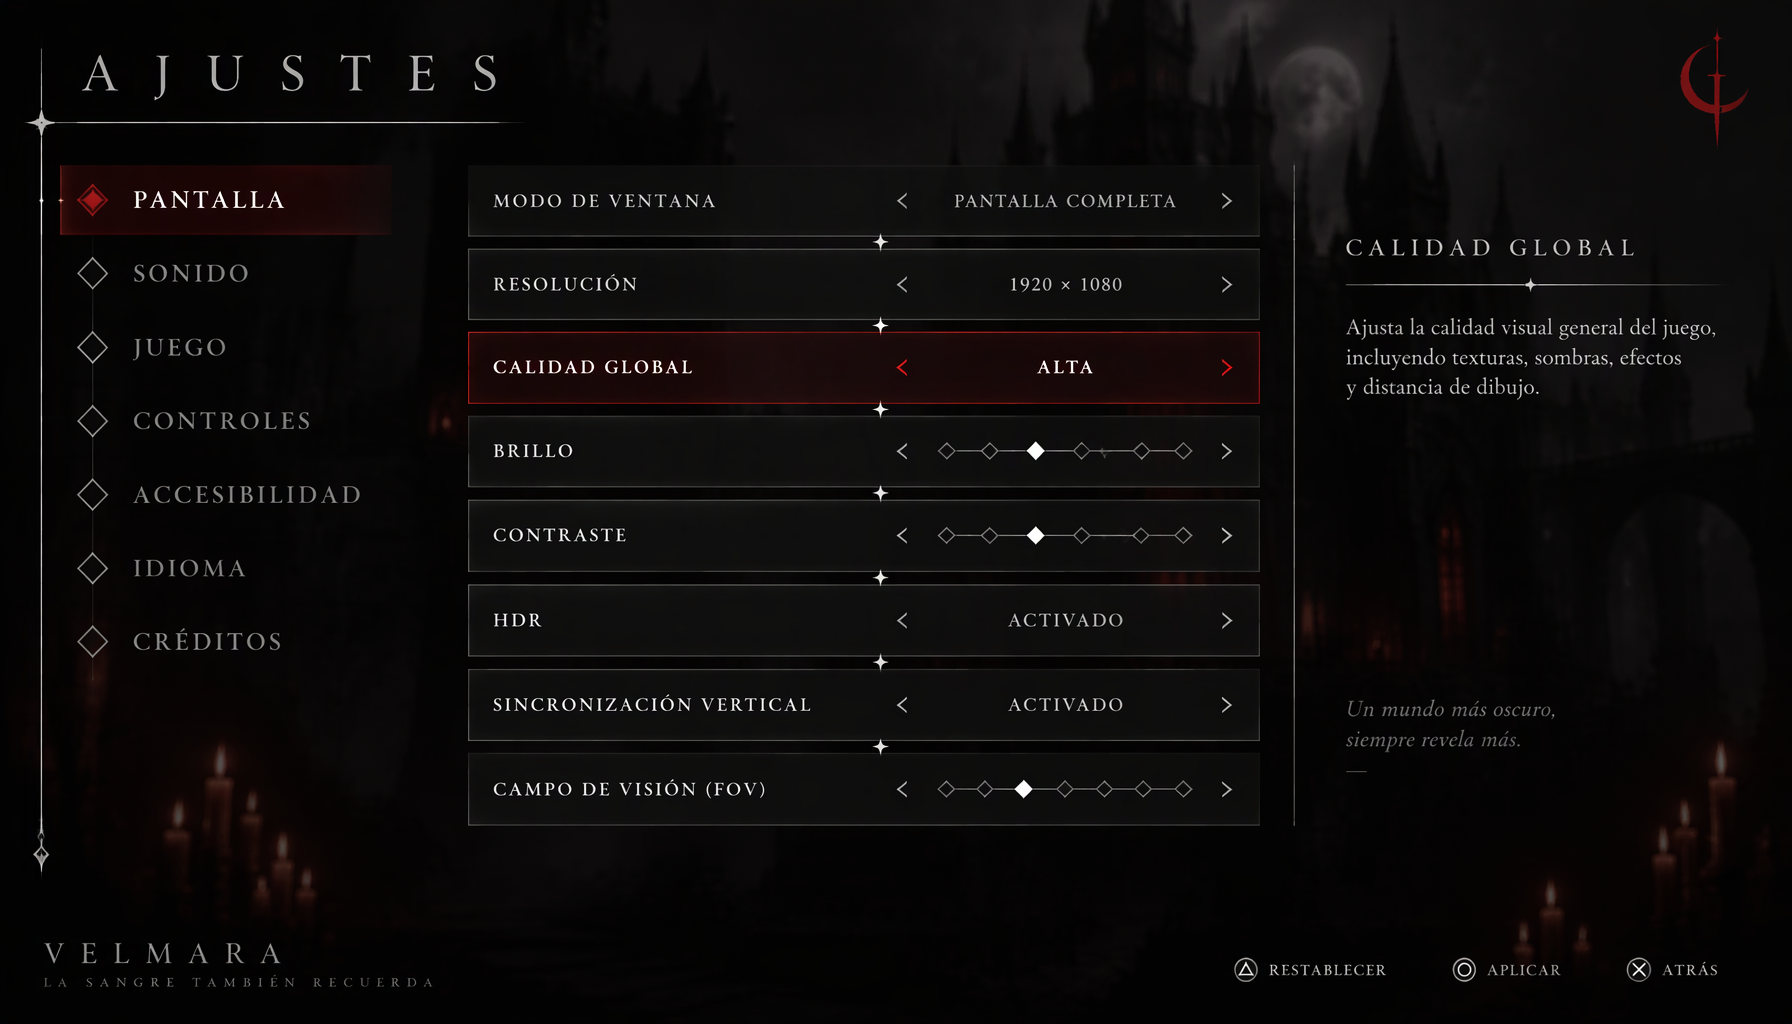 AJUSTES
PANTALLA
SONIDO
JUEGO
CONTROLES
ACCESIBILIDAD
IDIOMA
CRÉDITOS
MODO DE VENTANA
PANTALLA COMPLETA
RESOLUCIÓN
1920 × 1080
CALIDAD GLOBAL
ALTA
BRILLO
CONTRASTE
HDR
ACTIVADO
SINCRONIZACIÓN VERTICAL
ACTIVADO
CAMPO DE VISIÓN (FOV)
CALIDAD GLOBAL
Ajusta la calidad visual general del juego,
incluyendo texturas, sombras, efectos
y distancia de dibujo.
Un mundo más oscuro,
siempre revela más.
—
VELMARA
LA SANGRE TAMBIÉN RECUERDA
RESTABLECER
APLICAR
ATRÁS